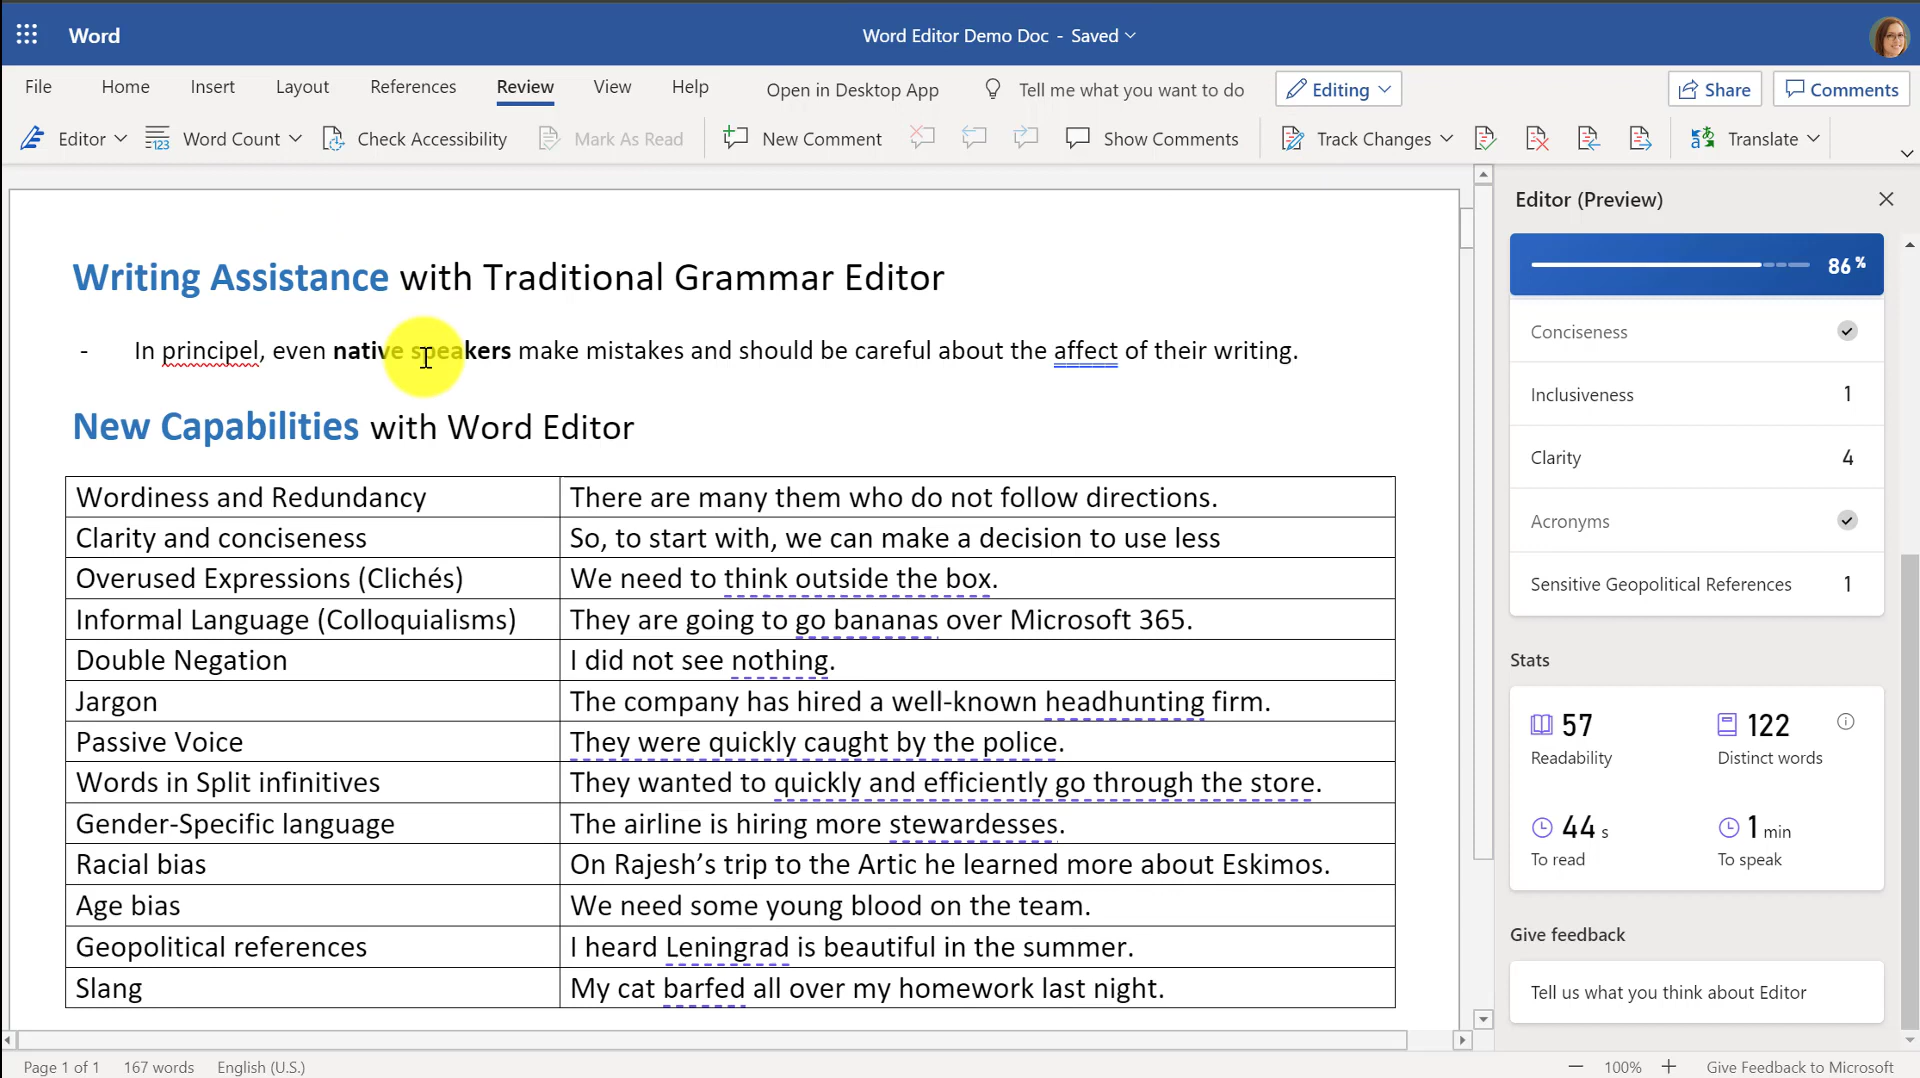 Word
Word Editor Demo Doc - Saved
File Home Insert Layout References Review View Help Open in Desktop App Tell me what you want to do Editing Share Comments
Editor 123 Word Count Check Accessibility Mark As Read New Comment Show Comments Track Changes Translate
Writing Assistance with Traditional Grammar Editor
- In principel, even native speakers make mistakes and should be careful about the affect of their writing.
New Capabilities with Word Editor
Wordiness and Redundancy There are many them who do not follow directions.
Clarity and conciseness So, to start with, we can make a decision to use less
Overused Expressions (Clichés) We need to think outside the box.
Informal Language (Colloquialisms) They are going to go bananas over Microsoft 365.
Double Negation I did not see nothing.
Jargon The company has hired a well-known headhunting firm.
Passive Voice They were quickly caught by the police.
Words in Split infinitives They wanted to quickly and efficiently go through the store.
Gender-Specific language The airline is hiring more stewardesses.
Racial bias On Rajesh’s trip to the Artic he learned more about Eskimos.
Age bias We need some young blood on the team.
Geopolitical references I heard Leningrad is beautiful in the summer.
Slang My cat barfed all over my homework last night.
Editor (Preview)
86%
Conciseness
Inclusiveness 1
Clarity 4
Acronyms
Sensitive Geopolitical References 1
Stats
57 122
Readability Distinct words
44 s 1 min
To read To speak
Give feedback
Tell us what you think about Editor
Page 1 of 1 167 words English (U.S.) 100% Give Feedback to Microsoft